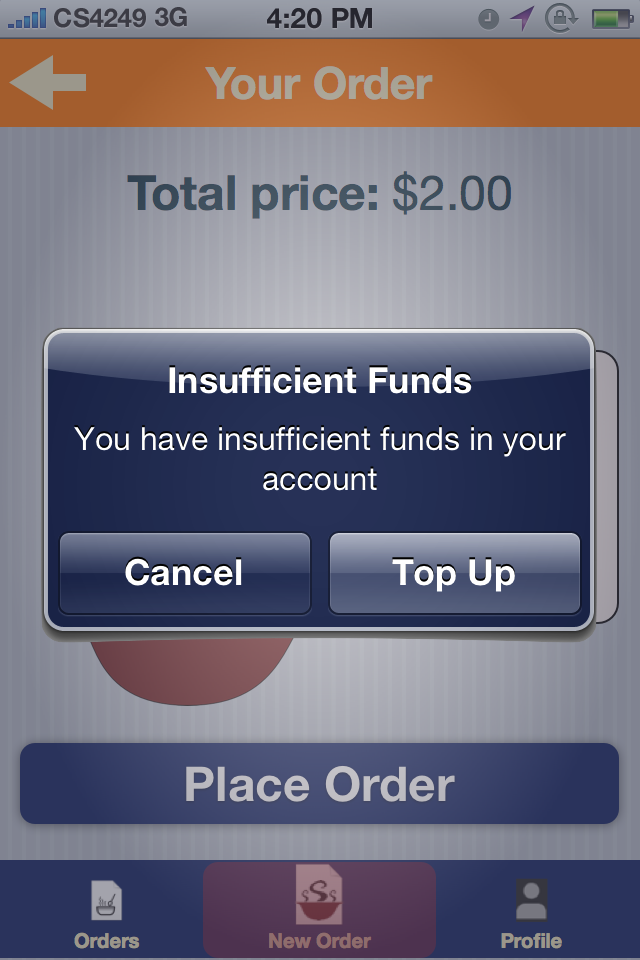 CS4249 3G 4:20 PM
Your Order
Total price: $2.00
Insufficient Funds
You have insufficient funds in your
account
Cancel Top Up
Place Order
Orders New Order Profile